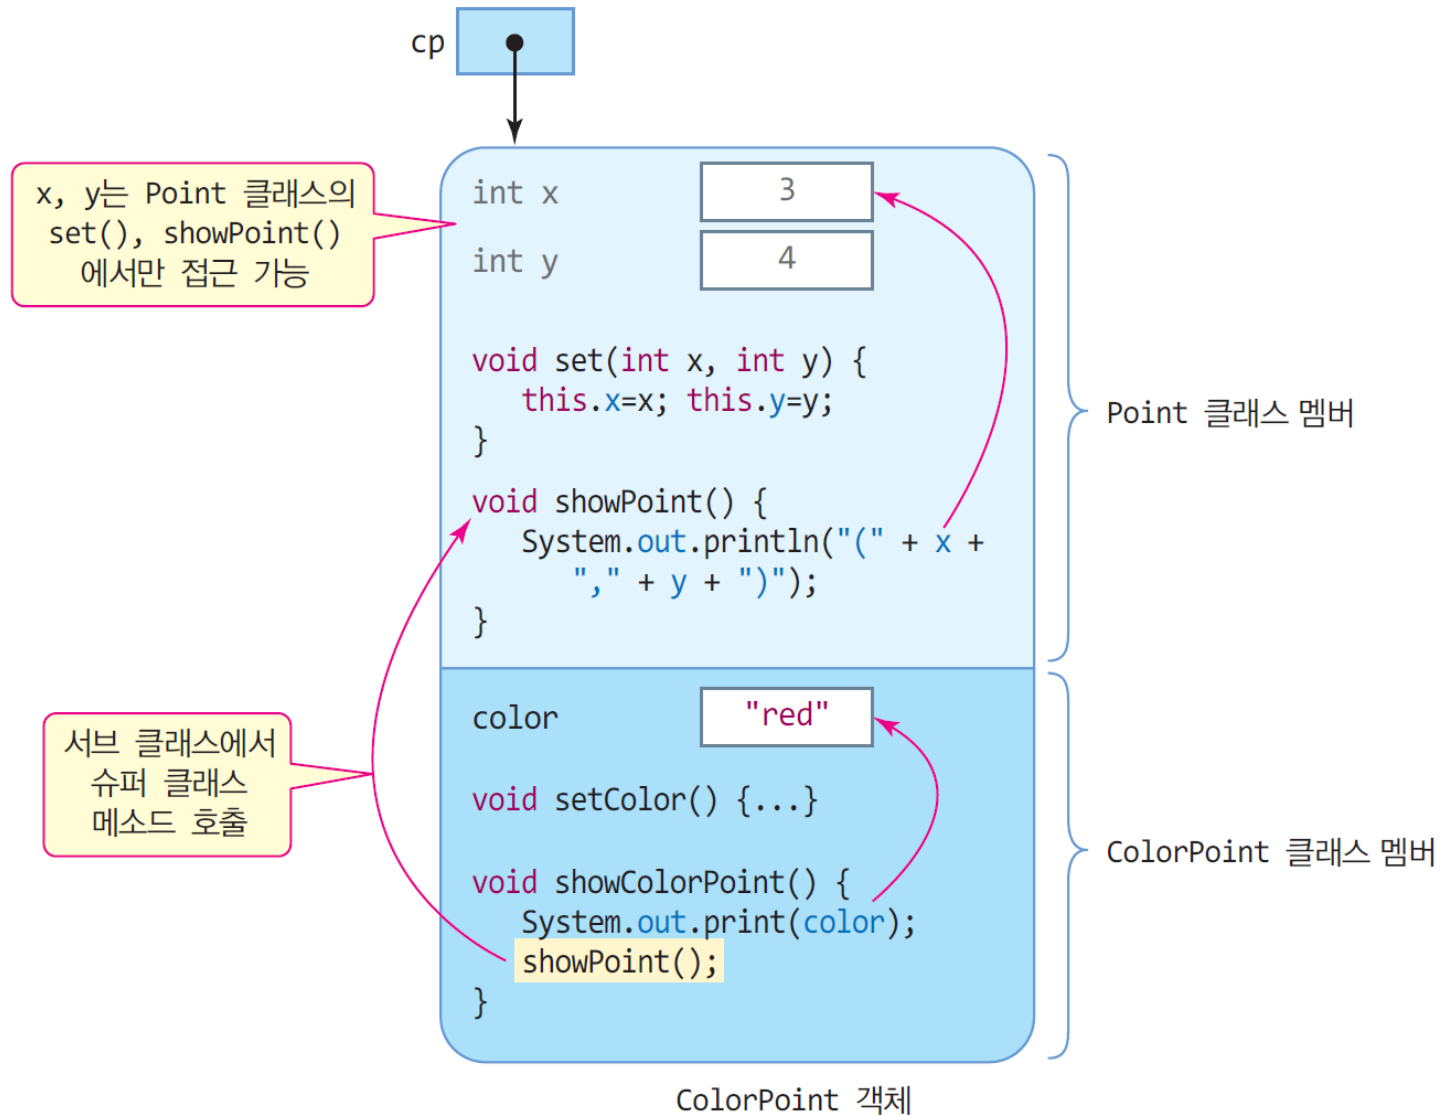 cp
x, y는 Point 클래스의
set(), showPoint()
에서만 접근 가능
int x
3
int y
4
void set(int x, int y) {
this.x=x; this.y=y;
}
void showPoint() {
System.out.println("(" + x +
"," + y + ")");
}
Point 클래스 멤버
서브 클래스에서
슈퍼 클래스
메소드 호출
color
"red"
void setColor() {...}
void showColorPoint() {
System.out.print(color);
showPoint();
}
ColorPoint 클래스 멤버
ColorPoint 객체